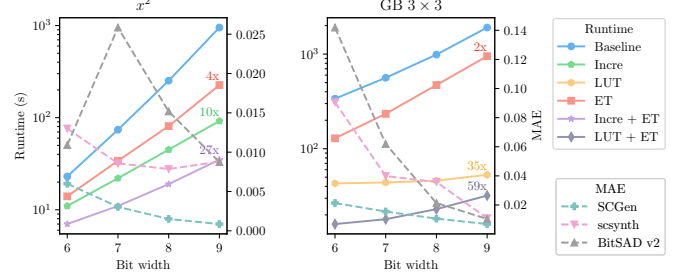 x²
GB 3 × 3
Runtime (s)
10³
10²
10¹
4x
10x
27x
0.025
0.020
0.015
0.010
0.005
0.000
6 7 8 9
Bit width
10³
10²
2x
35x
59x
0.14
0.12
0.10
0.08
0.06
0.04
0.02
MAE
6 7 8 9
Bit width
Runtime
Baseline
Incre
LUT
ET
Incre + ET
LUT + ET
MAE
SCGen
scsynth
BitSAD v2